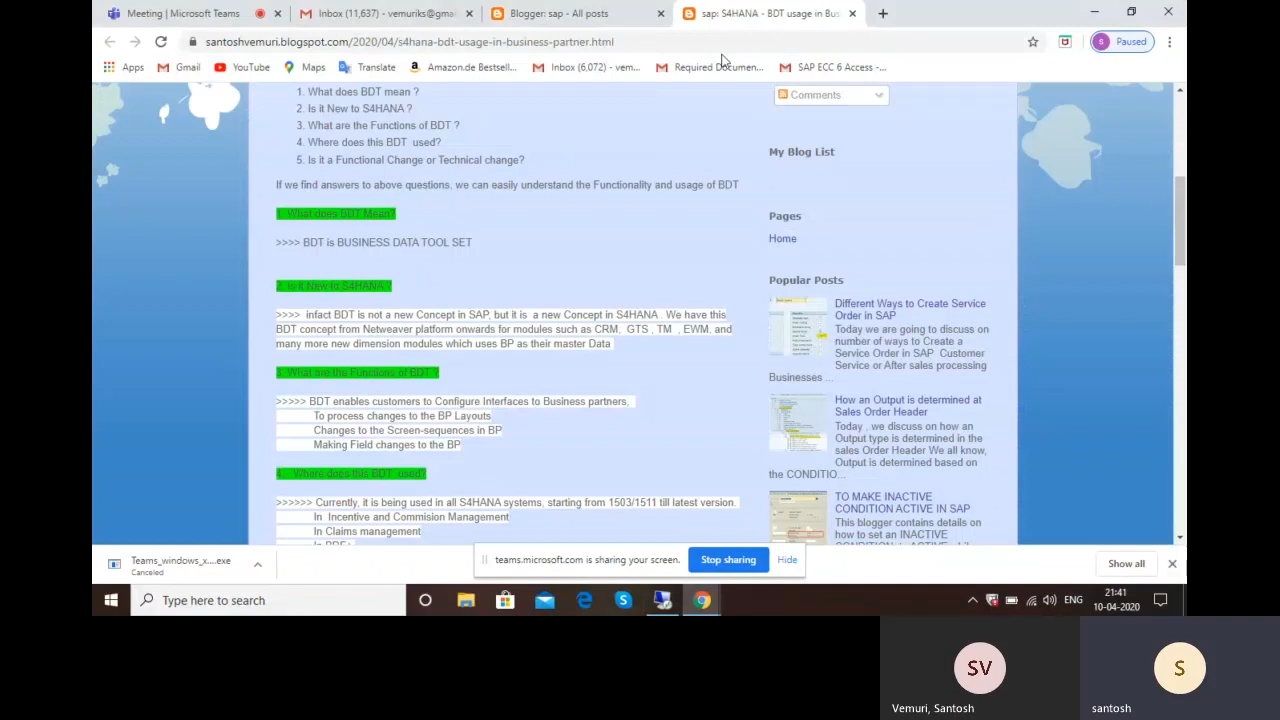 Meeting | Microsoft Teams
Inbox (11,637) - vemuriks@gmai
Blogger: sap - All posts
sap: S4HANA - BDT usage in Bus
santoshvemuri.blogspot.com/2020/04/s4hana-bdt-usage-in-business-partner.html
S
Paused
Apps
Gmail
YouTube
Maps
Translate
Amazon.de Bestsell...
Inbox (6,072) - vem...
Required Documen...
SAP ECC 6 Access -...
1. What does BDT mean ?
2. Is it New to S4HANA ?
3. What are the Functions of BDT ?
4. Where does this BDT used?
5. Is it a Functional Change or Technical change?
If we find answers to above questions, we can easily understand the Functionality and usage of BDT
1. What does BDT Mean?
>>>> BDT is BUSINESS DATA TOOL SET
2. Is it New to S4HANA ?
>>>> infact BDT is not a new Concept in SAP, but it is a new Concept in S4HANA . We have this
BDT concept from Netweaver platform onwards for modules such as CRM, GTS , TM , EWM, and
many more new dimension modules which uses BP as their master Data
3. What are the Functions of BDT ?
>>>>> BDT enables customers to Configure Interfaces to Business partners,
To process changes to the BP Layouts
Changes to the Screen-sequences in BP
Making Field changes to the BP
4. Where does this BDT used?
>>>>>> Currently, it is being used in all S4HANA systems, starting from 1503/1511 till latest version.
In Incentive and Commision Management
In Claims management
Comments
My Blog List
Pages
Home
Popular Posts
Different Ways to Create Service
Order in SAP
Today we are going to discuss on
number of ways to Create a
Service Order in SAP Customer
Service or After sales processing
Businesses ...
How an Output is determined at
Sales Order Header
Today , we discuss on how an
Output type is determined in the
sales Order Header We all know,
Output is determined based on
the CONDITIO...
TO MAKE INACTIVE
CONDITION ACTIVE IN SAP
This blogger contains details on
how to set an INACTIVE
teams.microsoft.com is sharing your screen.
Stop sharing
Hide
Teams_windows_x....exe
Canceled
Show all
Type here to search
ENG
21:41
10-04-2020
SV
Vemuri, Santosh
S
santosh